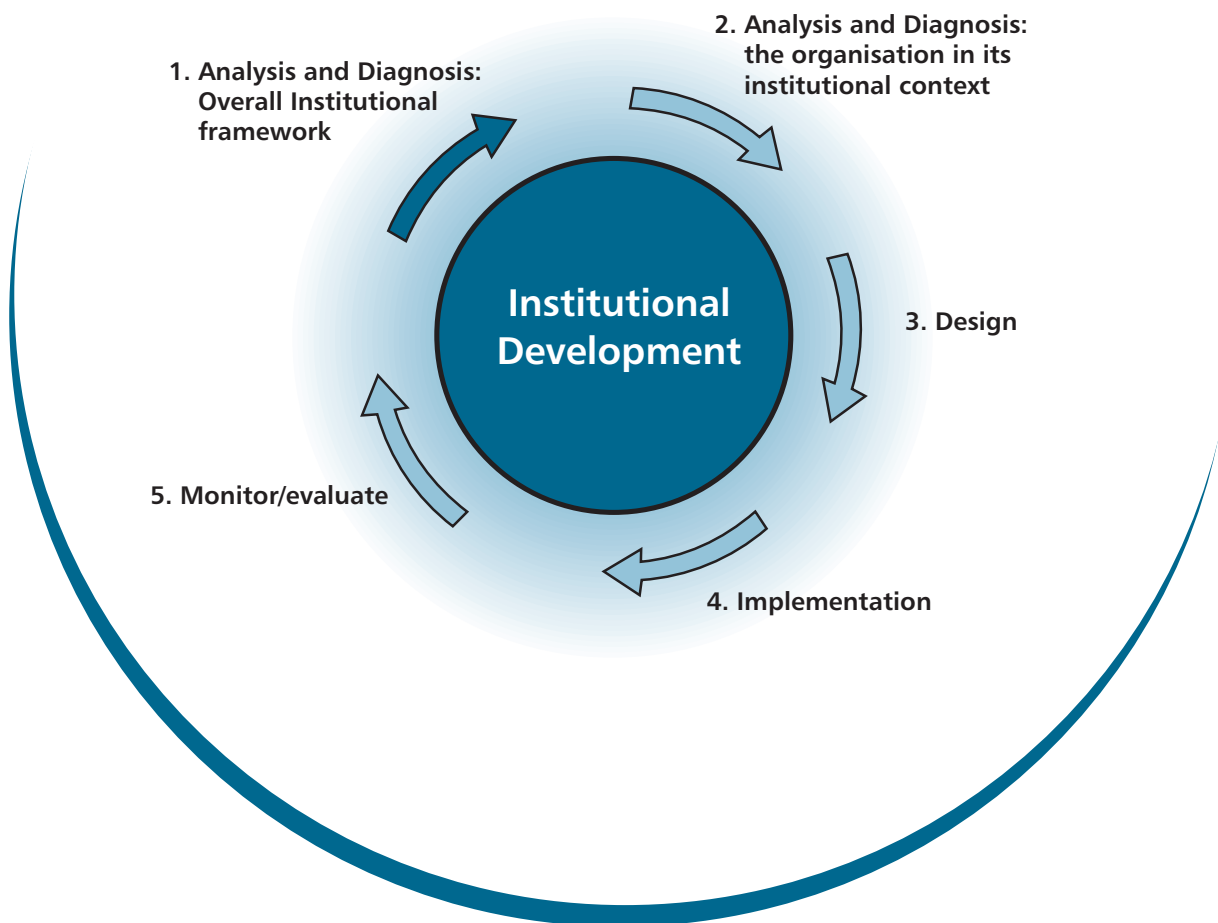 1. Analysis and Diagnosis:
Overall Institutional
framework
2. Analysis and Diagnosis:
the organisation in its
institutional context
Institutional
Development
3. Design
4. Implementation
5. Monitor/evaluate